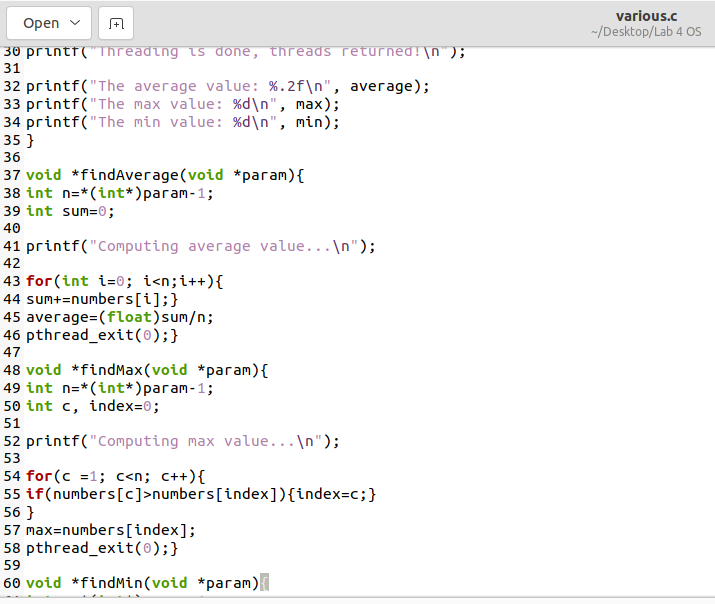 Open
various.c
~/Desktop/Lab 4 OS
30 printf("Threading is done, threads returned!\n");
31
32 printf("The average value: %.2f\n", average);
33 printf("The max value: %d\n", max);
34 printf("The min value: %d\n", min);
35 }
36
37 void *findAverage(void *param){
38 int n=*(int*)param-1;
39 int sum=0;
40
41 printf("Computing average value...\n");
42
43 for(int i=0; i<n;i++){
44 sum+=numbers[i];}
45 average=(float)sum/n;
46 pthread_exit(0);}
47
48 void *findMax(void *param){
49 int n=*(int*)param-1;
50 int c, index=0;
51
52 printf("Computing max value...\n");
53
54 for(c =1; c<n; c++){
55 if(numbers[c]>numbers[index]){index=c;}
56 }
57 max=numbers[index];
58 pthread_exit(0);}
59
60 void *findMin(void *param){